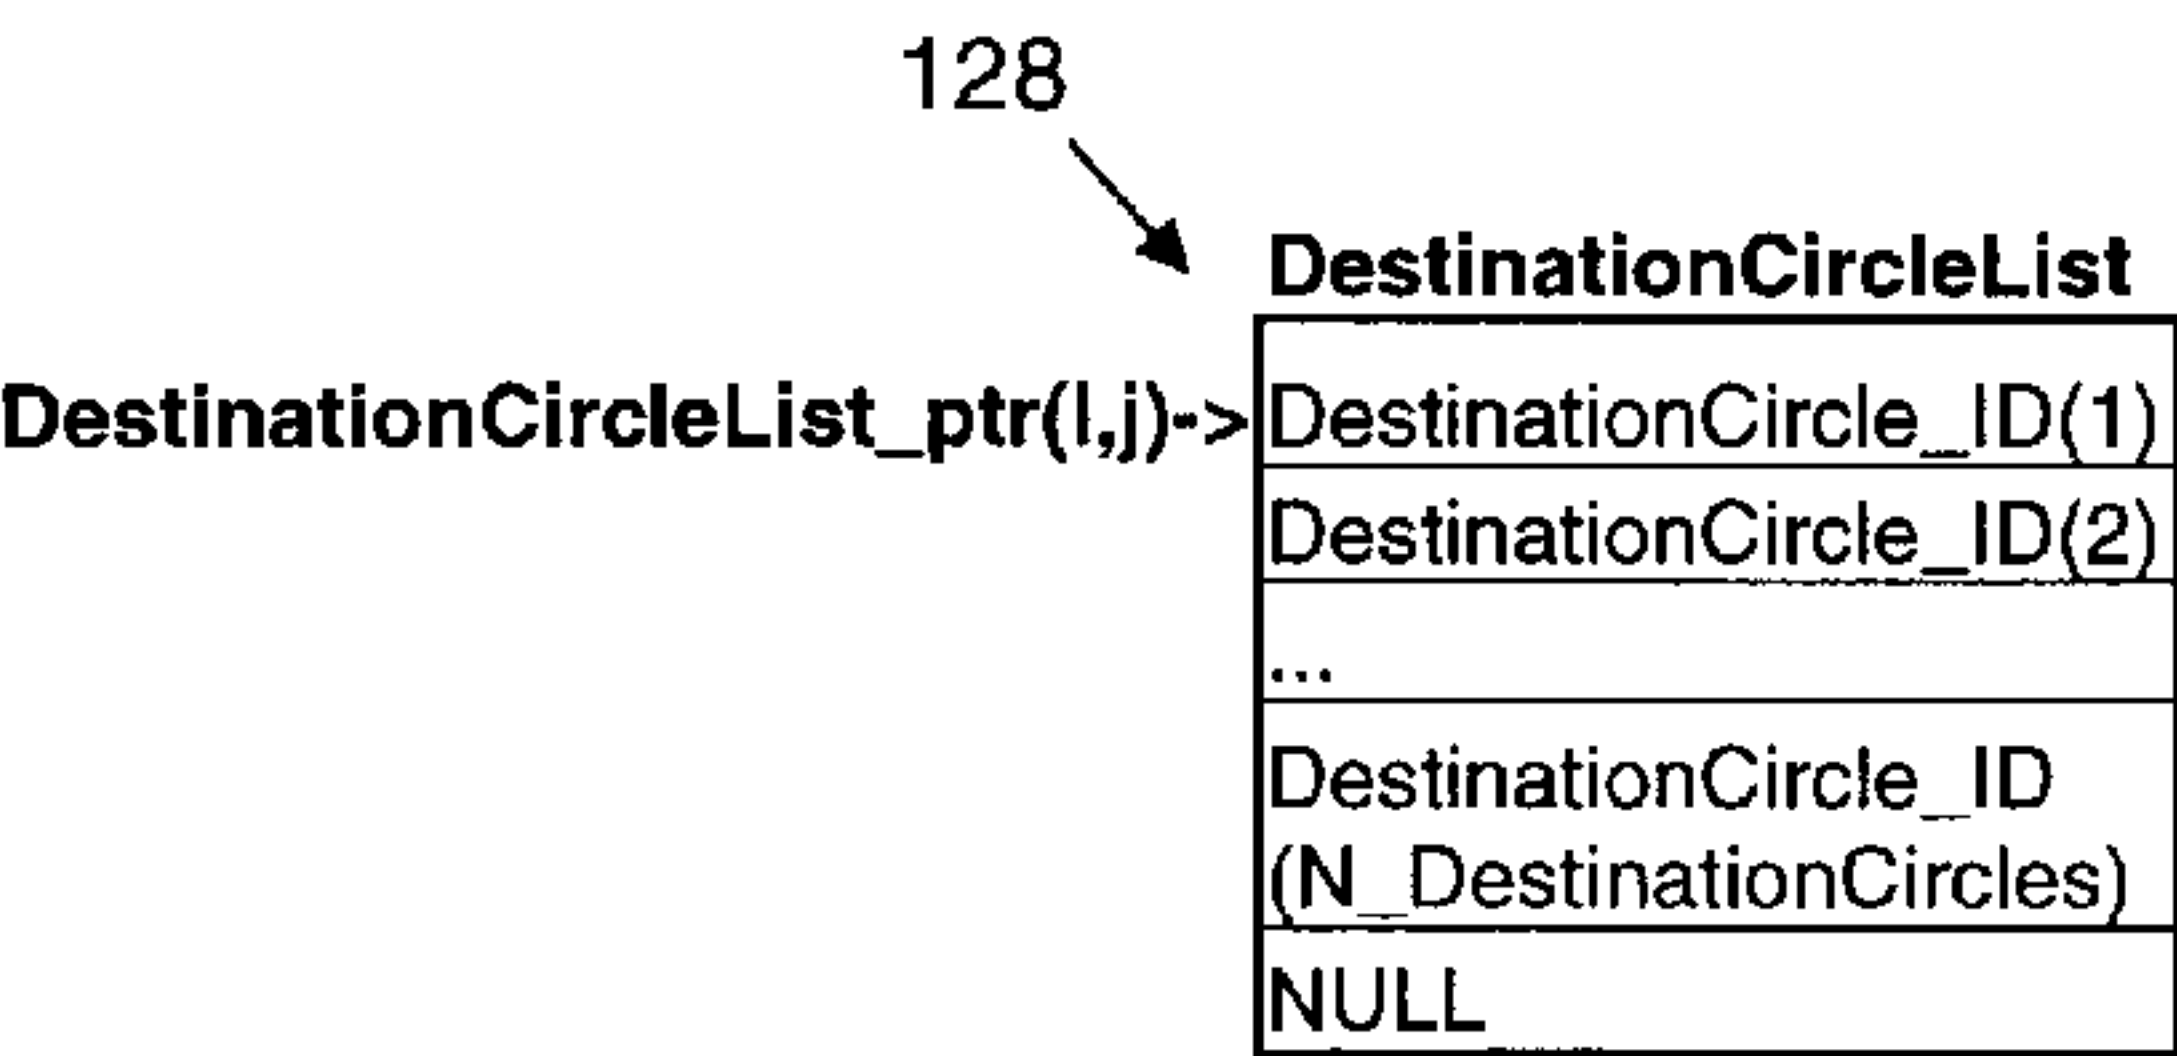 128
DestinationCircleList
DestinationCircleList_ptr(I,j)->
DestinationCircle_ID(1)
DestinationCircle_ID(2)
...
DestinationCircle_ID
(N_DestinationCircles)
NULL